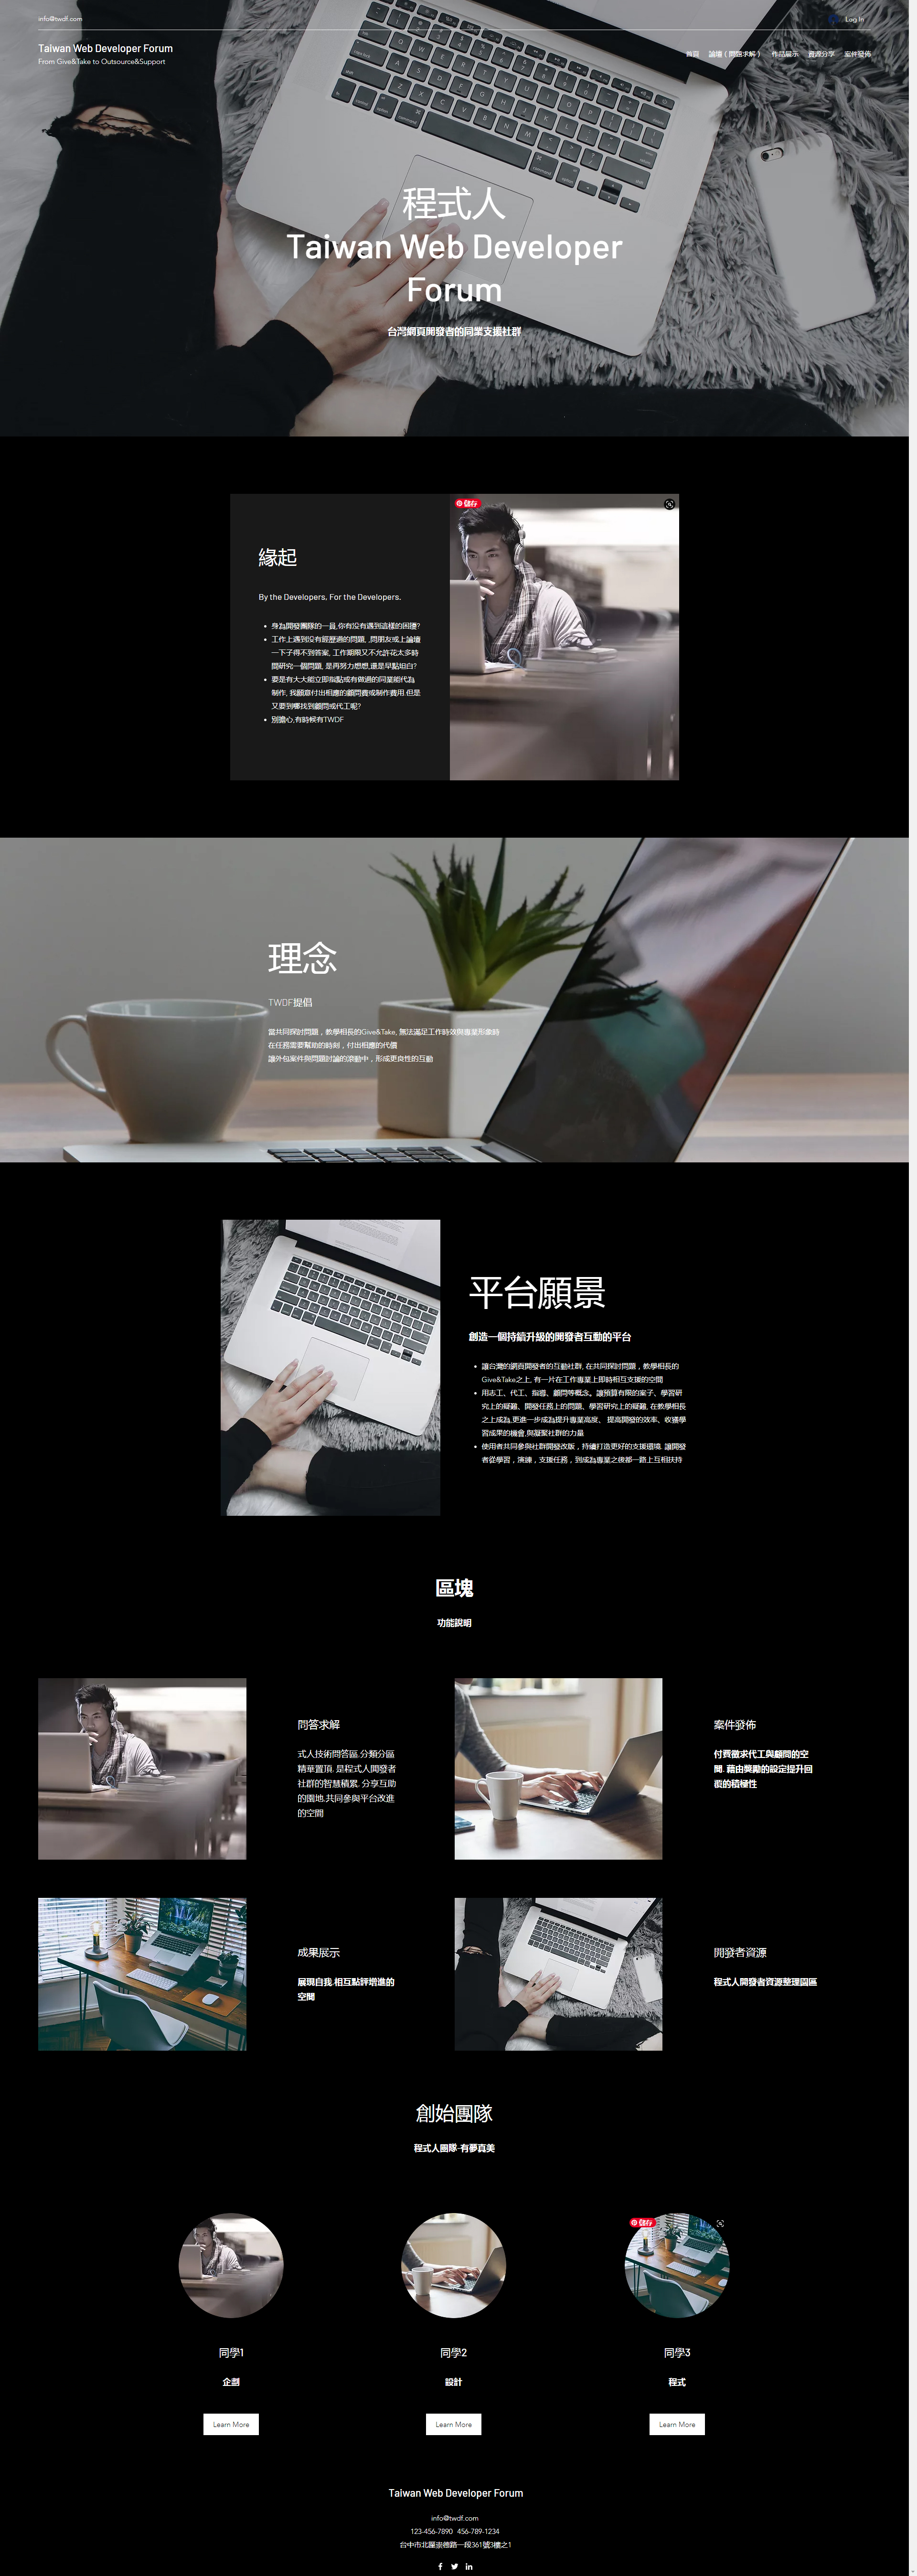 info@twdf.com
Log In
Taiwan Web Developer Forum
From Give&Take to Outsource&Support
首頁 論壇（問題求解） 作品展示 資源分享 案件發佈
程式人
Taiwan Web Developer
Forum
台灣網頁開發者的同業支援社群
儲存
緣起
By the Developers. For the Developers.
身為開發團隊的一員,你有沒有遇到這樣的困擾?
工作上遇到沒有經歷過的問題, ,問朋友或上論壇
一下子得不到答案, 工作期限又不允許花太多時
間研究一個問題, 是再努力想想,還是早點坦白?
要是有大大能立即指點或有做過的同業能代為
制作, 我願意付出相應的顧問費或制作費用.但是
又要到哪找到顧問或代工呢?
別擔心,有時候有TWDF
理念
TWDF提倡
當共同探討問題，教學相長的Give&Take, 無法滿足工作時效與專業形象時
在任務需要幫助的時刻，付出相應的代價
讓外包案件與問題討論的滾動中，形成更良性的互動
平台願景
創造一個持續升級的開發者互動的平台
讓台灣的網頁開發者的互動社群, 在共同探討問題，教學相長的
Give&Take之上, 有一片在工作專業上即時相互支援的空間
用志工、代工、指導、顧問等概念。讓預算有限的案子、學習研
究上的疑難、開發任務上的問題、學習研究上的疑難, 在教學相長
之上成為,更進一步成為提升專業高度、 提高開發的效率、收獲學
習成果的機會,與凝聚社群的力量
使用者共同參與社群開發改版，持續打造更好的支援環境. 讓開發
者從學習，演練，支援任務，到成為專業之後都一路上互相扶持
區塊
功能說明
問答求解
式人技術問答區.分類分區
精華置頂. 是程式人開發者
社群的智慧積累. 分享互助
的園地.共同參與平台改進
的空間
案件發佈
付費徵求代工與顧問的空
間. 藉由獎勵的設定提升回
覆的積極性
成果展示
展現自我.相互點評增進的
空間
開發者資源
程式人開發者資源整理園區
創始團隊
程式人團隊-有夢真美
儲存
同學1
企劃
Learn More
同學2
設計
Learn More
同學3
程式
Learn More
Taiwan Web Developer Forum
info@twdf.com
123-456-7890 456-789-1234
台中市北屯崇德路一段361號3樓之1